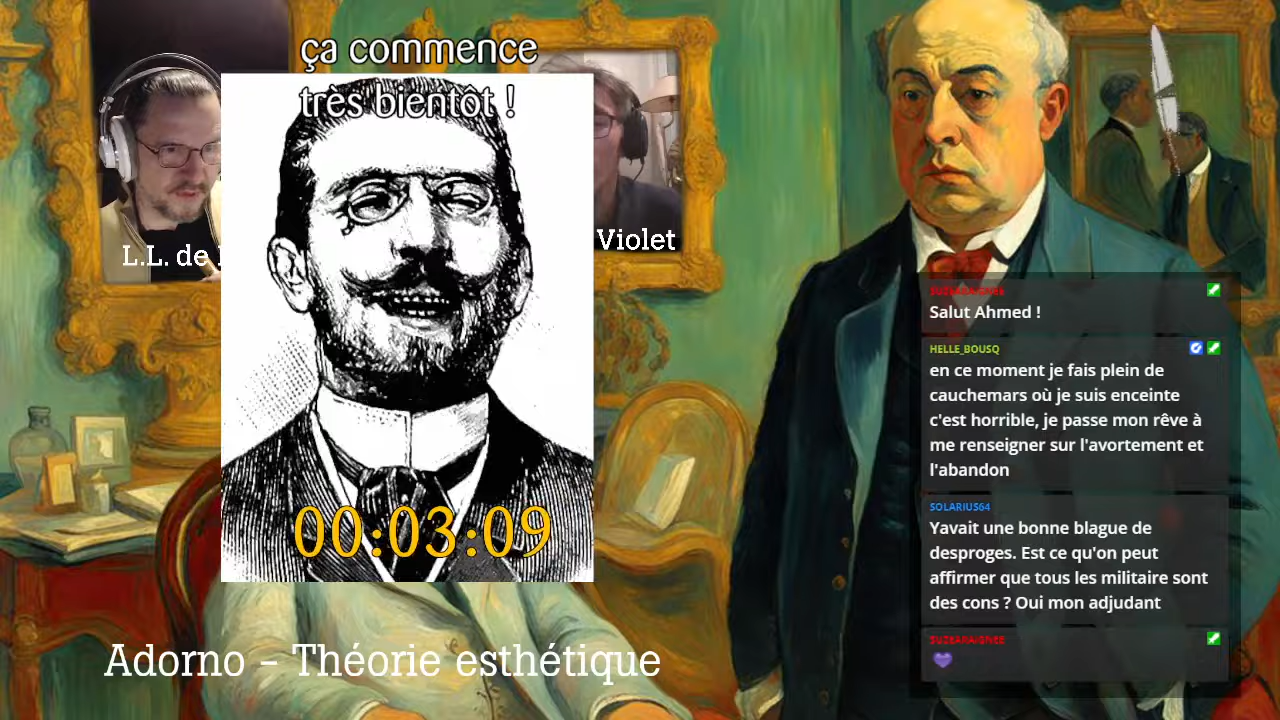 ça commence
très bientôt !
L.L. de
Violet
00:03:09
Adorno – Théorie esthétique
SUZEARAIGNEE
Salut Ahmed !
HELLE_BOUSQ
en ce moment je fais plein de
cauchemars où je suis enceinte
c'est horrible, je passe mon rêve à
me renseigner sur l'avortement et
l'abandon
SOLARIUS64
Yavait une bonne blague de
desproges. Est ce qu'on peut
affirmer que tous les militaire sont
des cons ? Oui mon adjudant
SUZEARAIGNEE